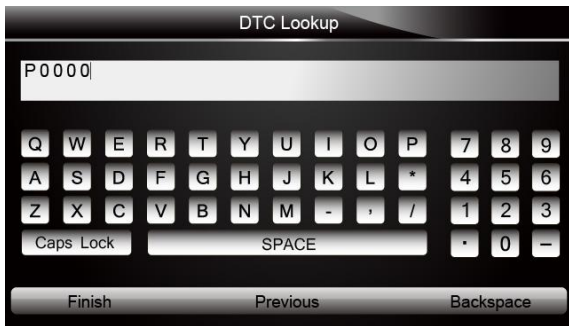 DTC Lookup
P0000
Q W E R T Y U I O P 7 8 9
A S D F G H J K L * 4 5 6
Z X C V B N M - , / 1 2 3
Caps Lock SPACE . 0 –
Finish Previous Backspace